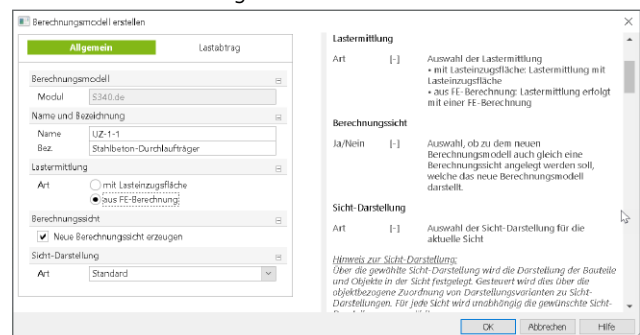 Berechnungsmodell erstellen
Allgemein
Lastabtrag
Berechnungsmodell
Modul S340.de
Name und Bezeichnung
Name UZ-1-1
Bez. Stahlbeton-Durchlaufträger
Lastermittlung
Art mit Lasteinzugsfläche
aus FE-Berechnung
Berechnungssicht
Neue Berechnungssicht erzeugen
Sicht-Darstellung
Art Standard
Lastermittlung
Art [-] Auswahl der Lastermittlung
• mit Lasteinzugsfläche: Lastermittlung mit
Lasteinzugsfläche
• aus FE-Berechnung: Lastermittlung erfolgt
mit einer FE-Berechnung
Berechnungssicht
Ja/Nein [-] Auswahl, ob zu dem neuen
Berechnungsmodell auch gleich eine
Berechnungssicht angelegt werden soll,
welche das neue Berechnungsmodell
darstellt.
Sicht-Darstellung
Art [-] Auswahl der Sicht-Darstellung für die
aktuelle Sicht
Hinweis zur Sicht-Darstellung:
Über die gewählte Sicht-Darstellung wird die Darstellung der Bauteile
und Objekte in der Sicht festgelegt. Gesteuert wird dies über die
objektbezogene Zuordnung von Darstellungsvarianten zu Sicht-
Darstellungen. Für jede Sicht wird unabhängig die gewünschte Sicht-
OK Abbrechen Hilfe